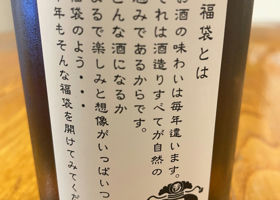 福袋とは
お酒の味わいは毎年違います。
それは酒造りすべてが自然の
恵みであるからです。
どんな酒になるか
まるで楽しみと想像がいっぱいつ
福袋のよう・・・
年もそんな福袋を開けてみてくだ